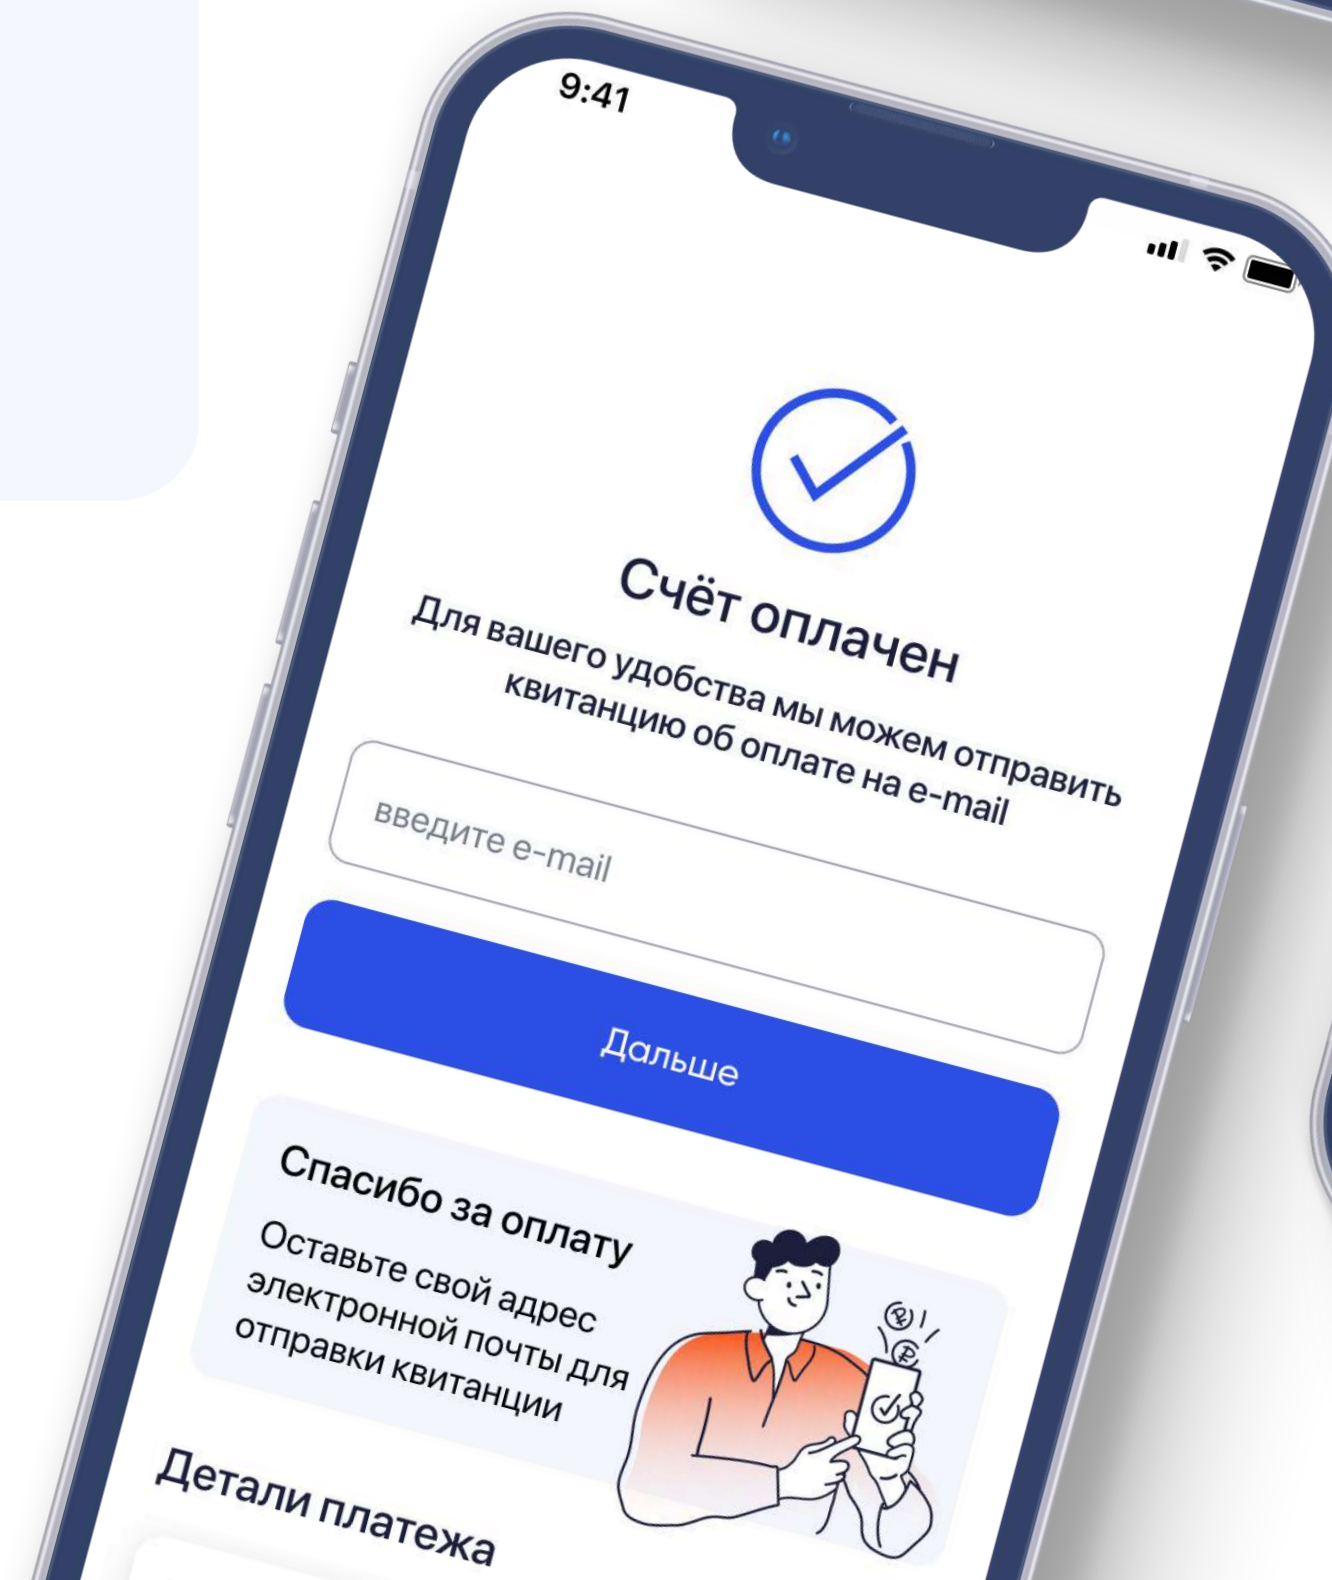 9:41
Счёт оплачен
Для вашего удобства мы можем отправить
квитанцию об оплате на e-mail
введите e-mail
Дальше
Спасибо за оплату
Оставьте свой адрес
электронной почты для
отправки квитанции
Детали платежа